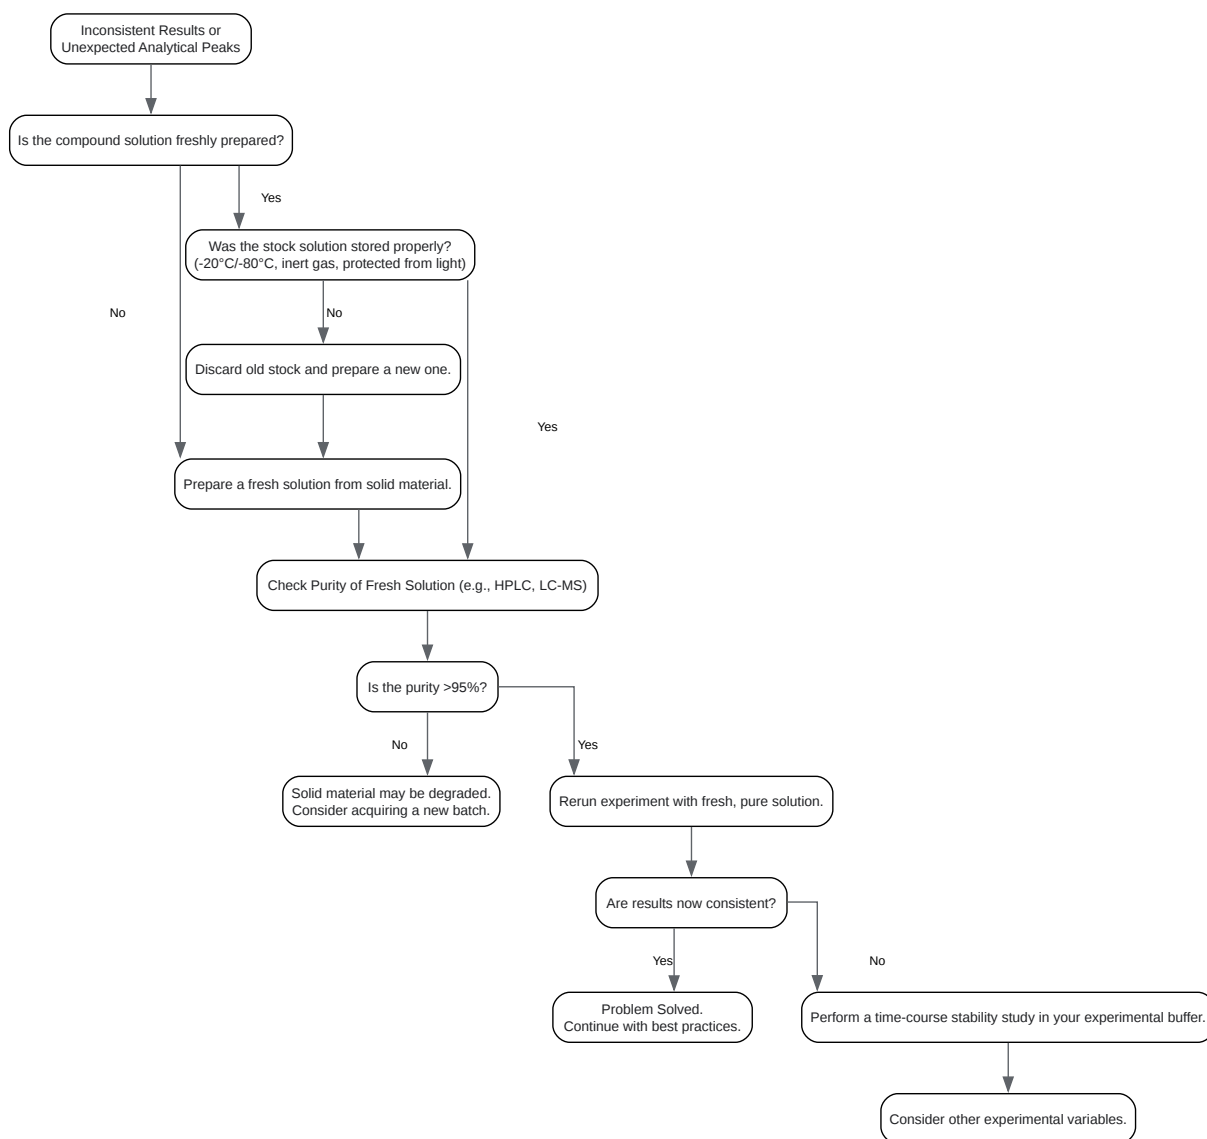 Inconsistent Results or
Unexpected Analytical Peaks
Is the compound solution freshly prepared?
Yes
Was the stock solution stored properly?
(-20°C/-80°C, inert gas, protected from light)
No
No
Discard old stock and prepare a new one.
Yes
Prepare a fresh solution from solid material.
Check Purity of Fresh Solution (e.g., HPLC, LC-MS)
Is the purity >95%?
No
Yes
Solid material may be degraded.
Consider acquiring a new batch.
Rerun experiment with fresh, pure solution.
Are results now consistent?
Yes
No
Problem Solved.
Continue with best practices.
Perform a time-course stability study in your experimental buffer.
Consider other experimental variables.